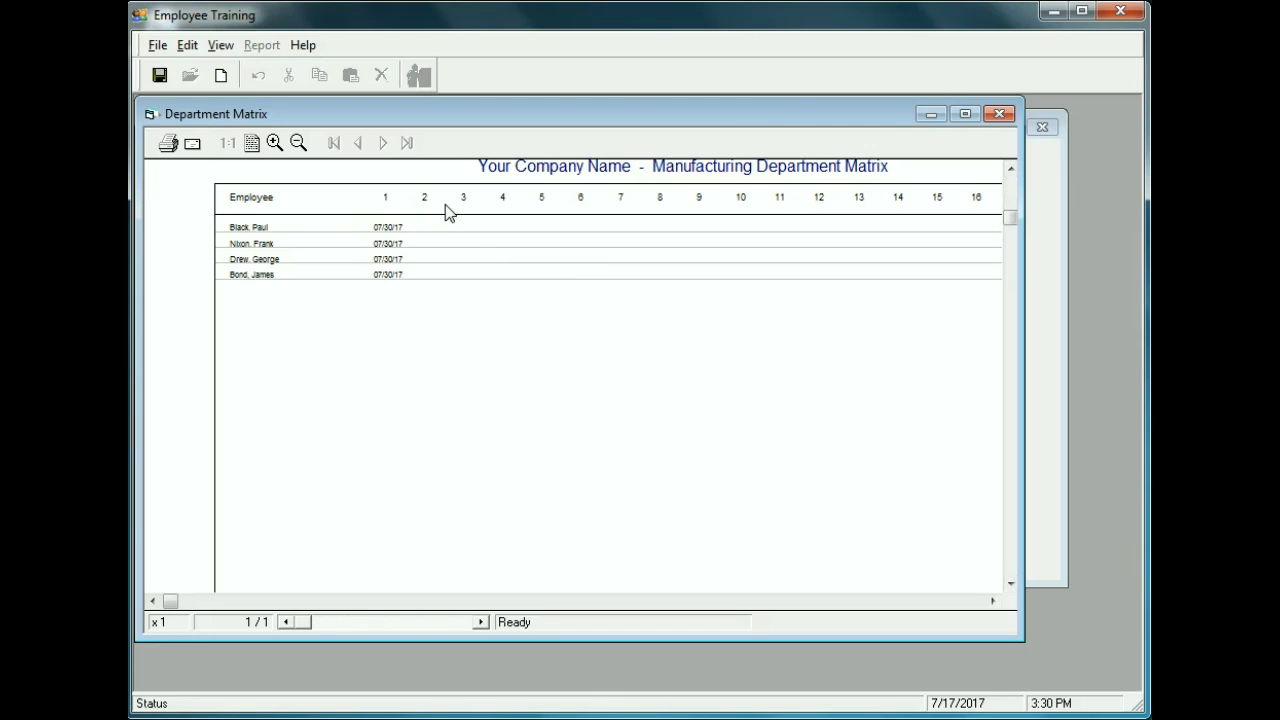 Employee Training
File Edit View Report Help
Department Matrix
1:1
Your Company Name - Manufacturing Department Matrix
Employee 1 2 3 4 5 6 7 8 9 10 11 12 13 14 15 16
Black, Paul 07/30/17
Nixon, Frank 07/30/17
Drew, George 07/30/17
Bond, James 07/30/17
x 1 1 / 1 Ready
Status 7/17/2017 3:30 PM